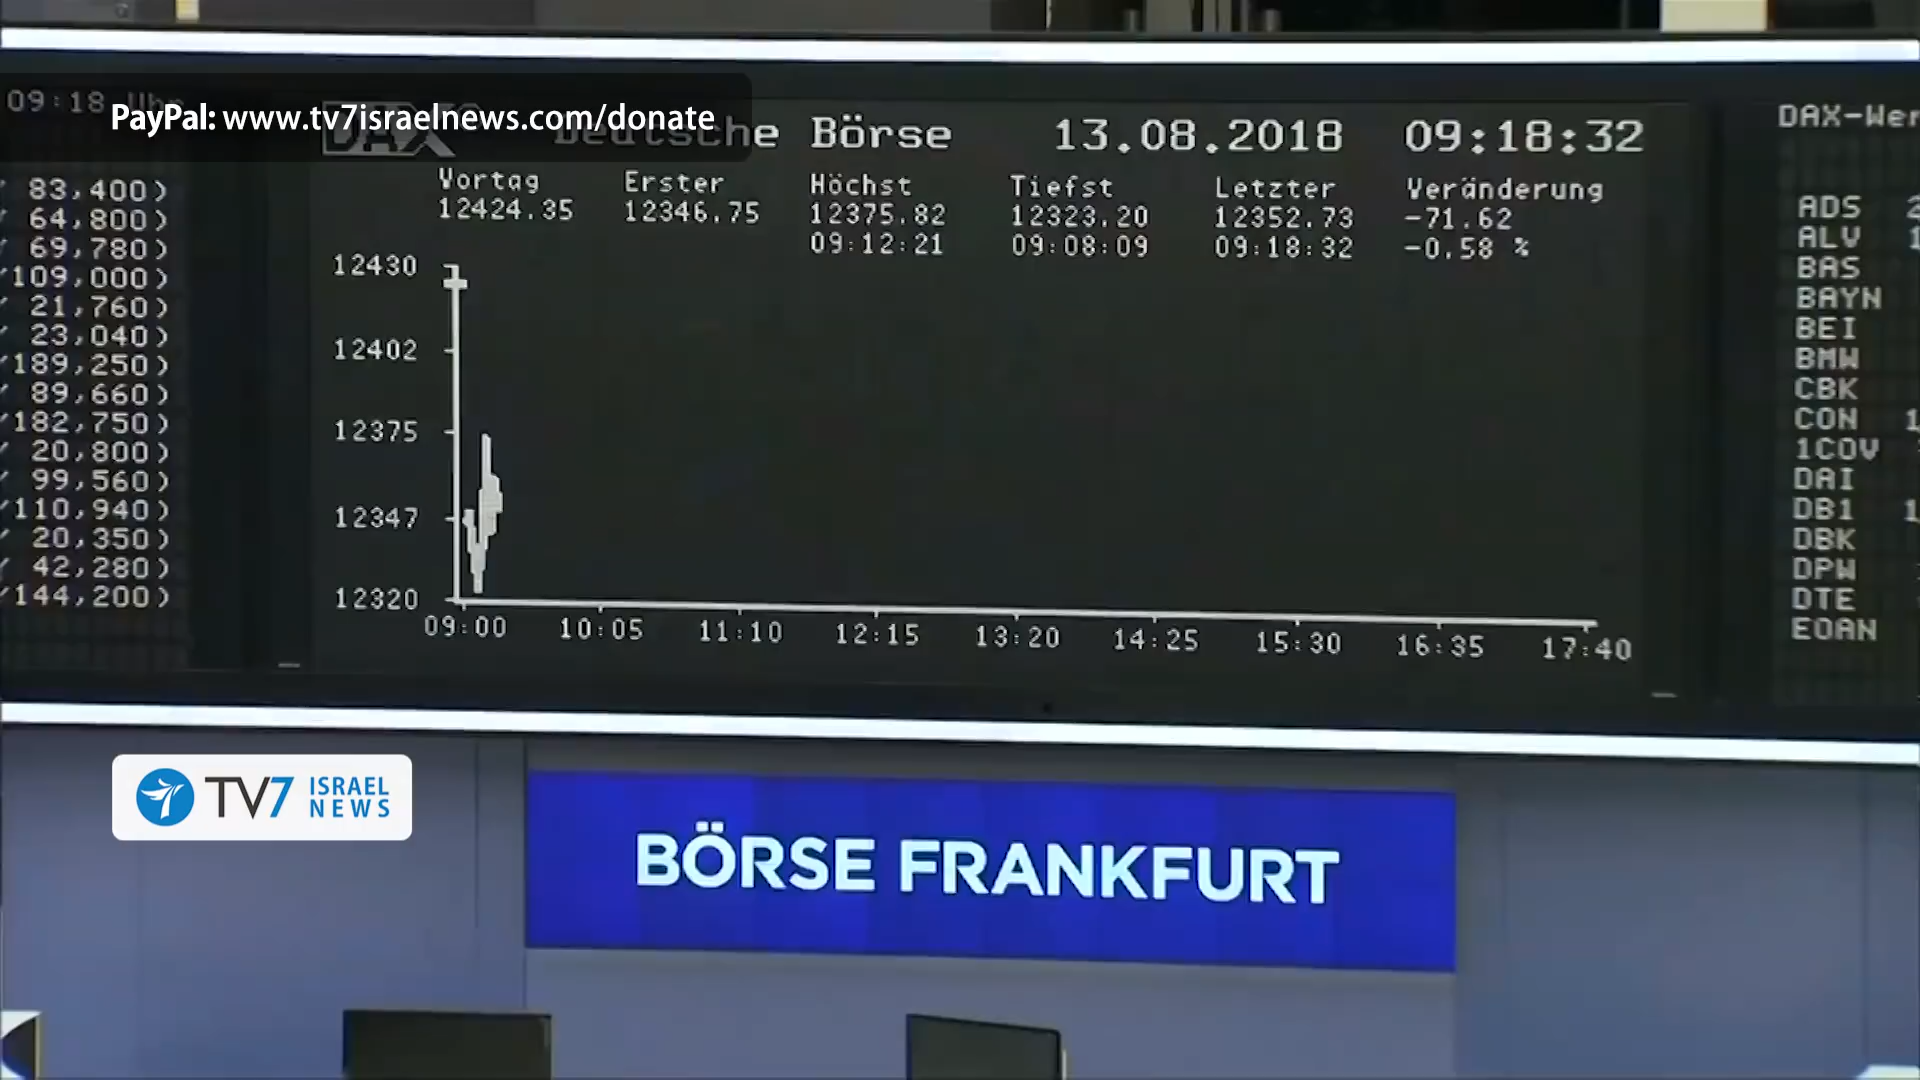 09:18 Uhr
PayPal: www.tv7israelnews.com/donate
DAX Deutsche Börse 13.08.2018 09:18:32
Vortag Erster Höchst Tiefst Letzter Veränderung
12424.35 12346.75 12375.82 12323.20 12352.73 -71.62
09:12:21 09:08:09 09:18:32 -0.58 %
83,400)
64,800)
69,780)
109,000)
21,760)
23,040)
189,250)
89,660)
182,750)
20,800)
99,560)
110,940)
20,350)
42,280)
144,200)
12430
12402
12375
12347
12320
09:00 10:05 11:10 12:15 13:20 14:25 15:30 16:35 17:40
ADS
ALV
BAS
BAYN
BEI
BMW
CBK
CON
1COV
DAI
DB1
DBK
DPW
DTE
EOAN
TV7 ISRAEL NEWS
BÖRSE FRANKFURT